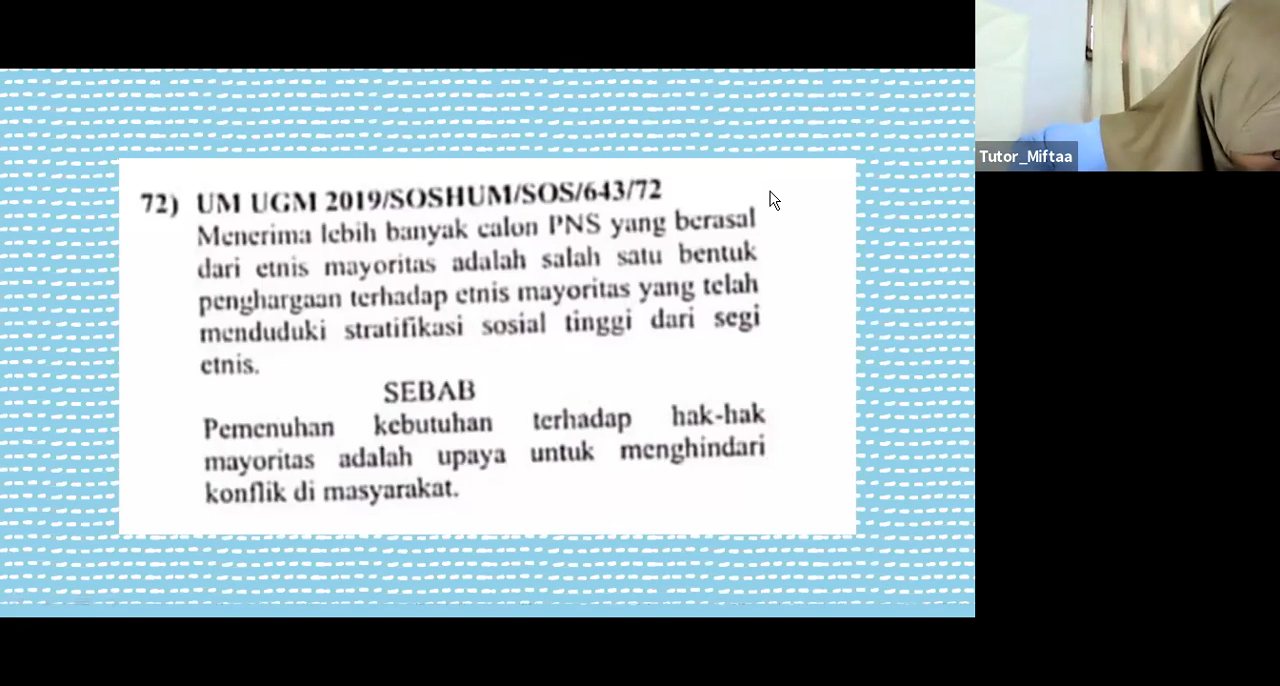 72) UM UGM 2019/SOSHUM/SOS/643/72
Menerima lebih banyak calon PNS yang berasal
dari etnis mayoritas adalah salah satu bentuk
penghargaan terhadap etnis mayoritas yang telah
menduduki stratifikasi sosial tinggi dari segi
etnis.
SEBAB
Pemenuhan kebutuhan terhadap hak-hak
mayoritas adalah upaya untuk menghindari
konflik di masyarakat.
Tutor_Miftaa